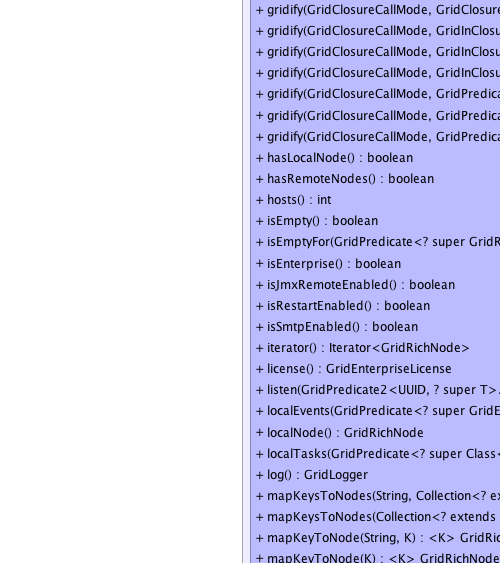 + gridify(GridClosureCallMode, GridClosure
+ gridify(GridClosureCallMode, GridInClosu
+ gridify(GridClosureCallMode, GridInClosu
+ gridify(GridClosureCallMode, GridInClosu
+ gridify(GridClosureCallMode, GridPredica
+ gridify(GridClosureCallMode, GridPredica
+ gridify(GridClosureCallMode, GridPredica
+ hasLocalNode() : boolean
+ hasRemoteNodes() : boolean
+ hosts() : int
+ isEmpty() : boolean
+ isEmptyFor(GridPredicate<? super GridR
+ isEnterprise() : boolean
+ isJmxRemoteEnabled() : boolean
+ isRestartEnabled() : boolean
+ isSmtpEnabled() : boolean
+ iterator() : Iterator<GridRichNode>
+ license() : GridEnterpriseLicense
+ listen(GridPredicate2<UUID, ? super T>.
+ localEvents(GridPredicate<? super GridE
+ localNode() : GridRichNode
+ localTasks(GridPredicate<? super Class<
+ log() : GridLogger
+ mapKeysToNodes(String, Collection<? ex
+ mapKeysToNodes(Collection<? extends
+ mapKeyToNode(String, K) : <K> GridRic
+ mapKeyToNode(K) : <K> GridRichNode